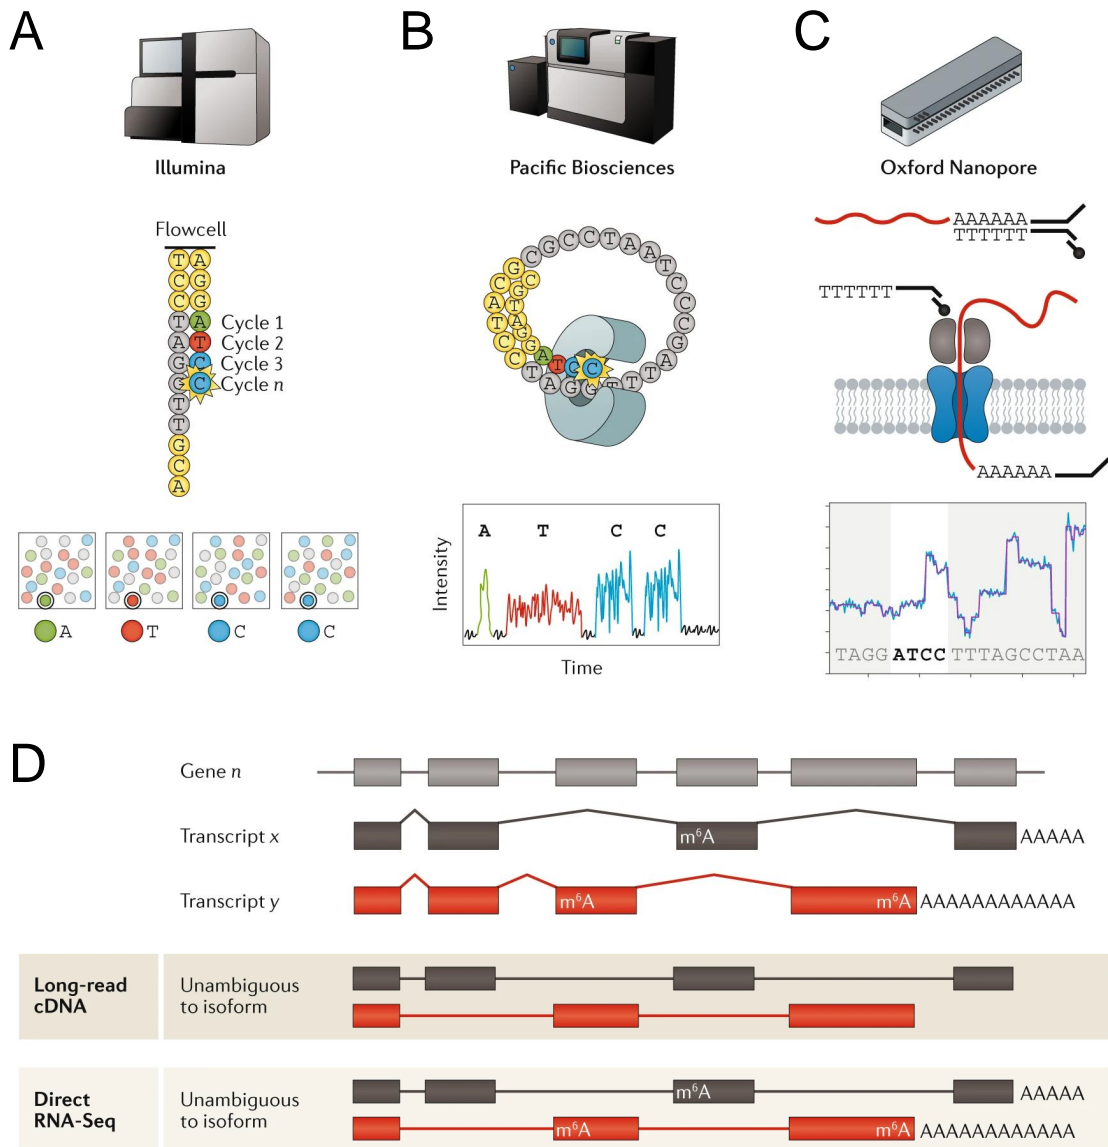 A
B
C
Illumina
Pacific Biosciences
Oxford Nanopore
Flowcell
T A
C G
C G
T A Cycle 1
A T Cycle 2
G C Cycle 3
G C Cycle n
T
T
G
C
A
A T C C
C G C C T A A T C C C G A T T T G G A T C C T A C G
C G T A G G A T C C
AAAAAA
TTTTTT
TTTTTT
AAAAAA
A T C C
Intensity
Time
TAGG ATCC TTTAGCCTAA
D
Gene n
Transcript x m⁶A AAAAA
Transcript y m⁶A m⁶A AAAAAAAAAAAA
Long-read
cDNA
Unambiguous
to isoform
Direct
RNA-Seq
Unambiguous
to isoform
m⁶A AAAAA
m⁶A m⁶A AAAAAAAAAAAA